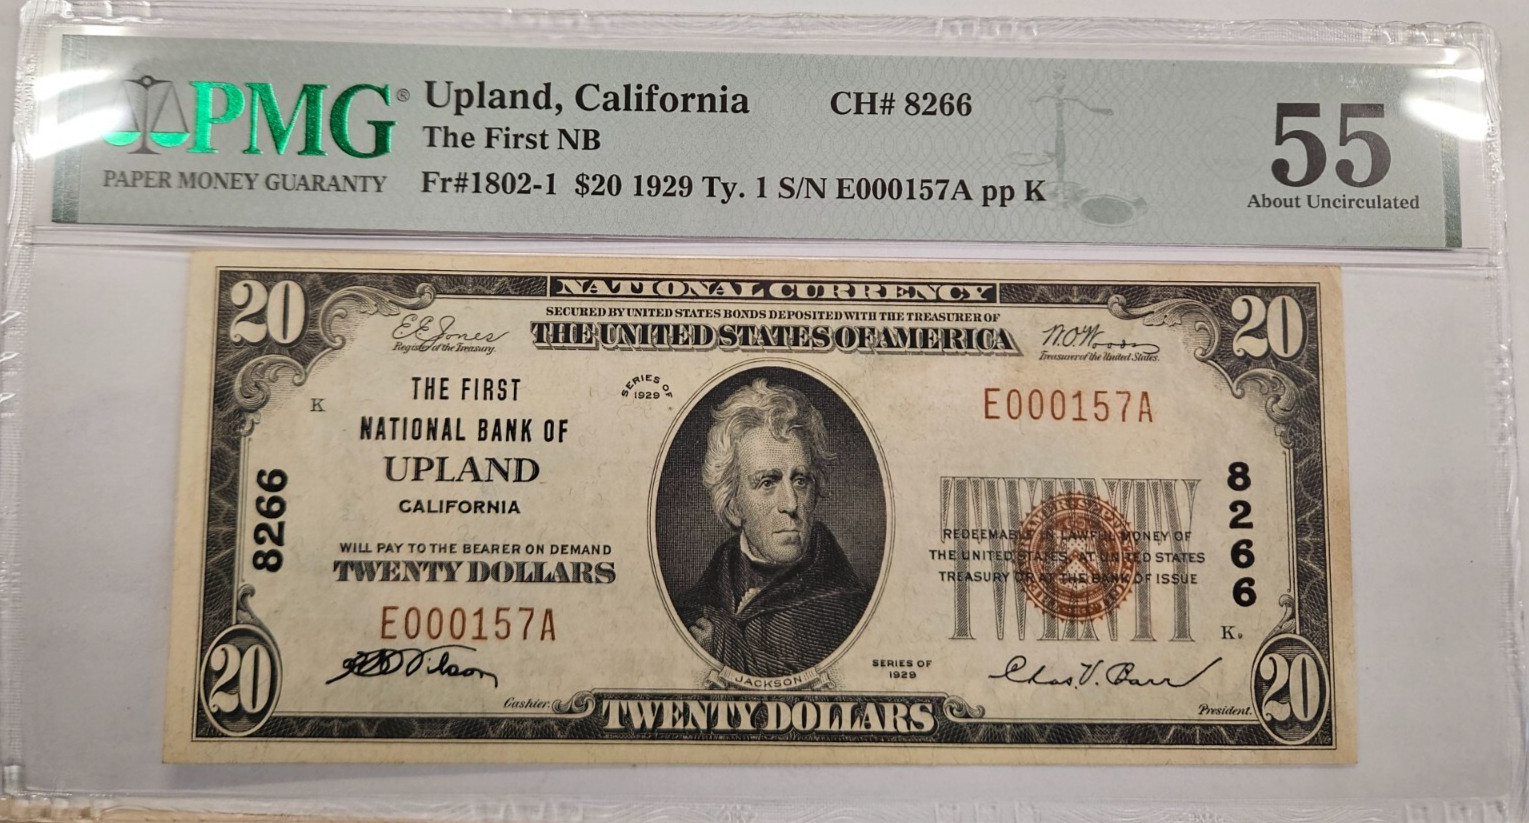 PMG®
PAPER MONEY GUARANTY
Upland, California CH# 8266
The First NB
Fr#1802-1 $20 1929 Ty. 1 S/N E000157A pp K
55
About Uncirculated
20 NATIONAL CURRENCY 20
SECURED BY UNITED STATES BONDS DEPOSITED WITH THE TREASURER OF
THE UNITED STATES OF AMERICA
E.E. Jones
Register of the Treasury.
W.O. Woods
Treasurer of the United States.
THE FIRST
NATIONAL BANK OF
UPLAND
CALIFORNIA
K
SERIES OF
1929
E000157A
8266
8266
WILL PAY TO THE BEARER ON DEMAND
TWENTY DOLLARS
E000157A
TWENTY
REDEEMABLE IN LAWFUL MONEY OF
THE UNITED STATES AT UNITED STATES
TREASURY OR AT THE BANK OF ISSUE
K.
JACKSON
SERIES OF
1929
Chas. V. Barr
Cashier.
President.
20 TWENTY DOLLARS 20